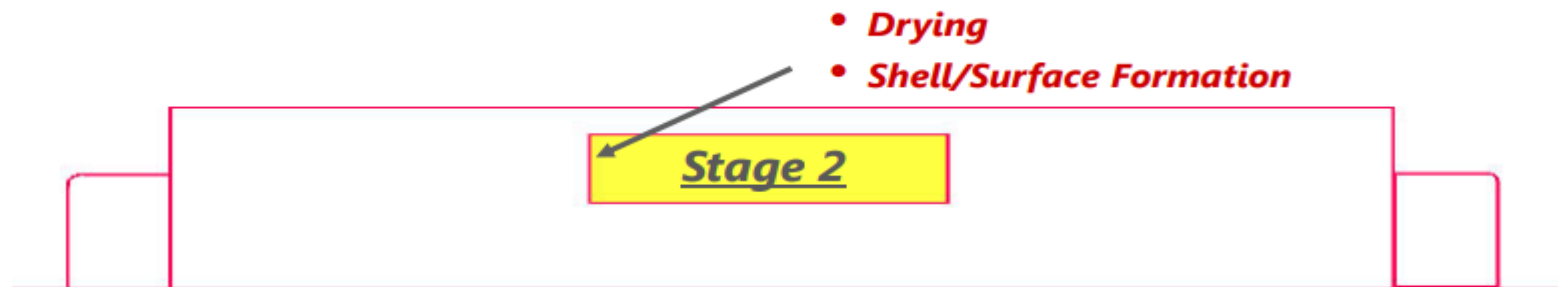 • Drying
• Shell/Surface Formation
Stage 2